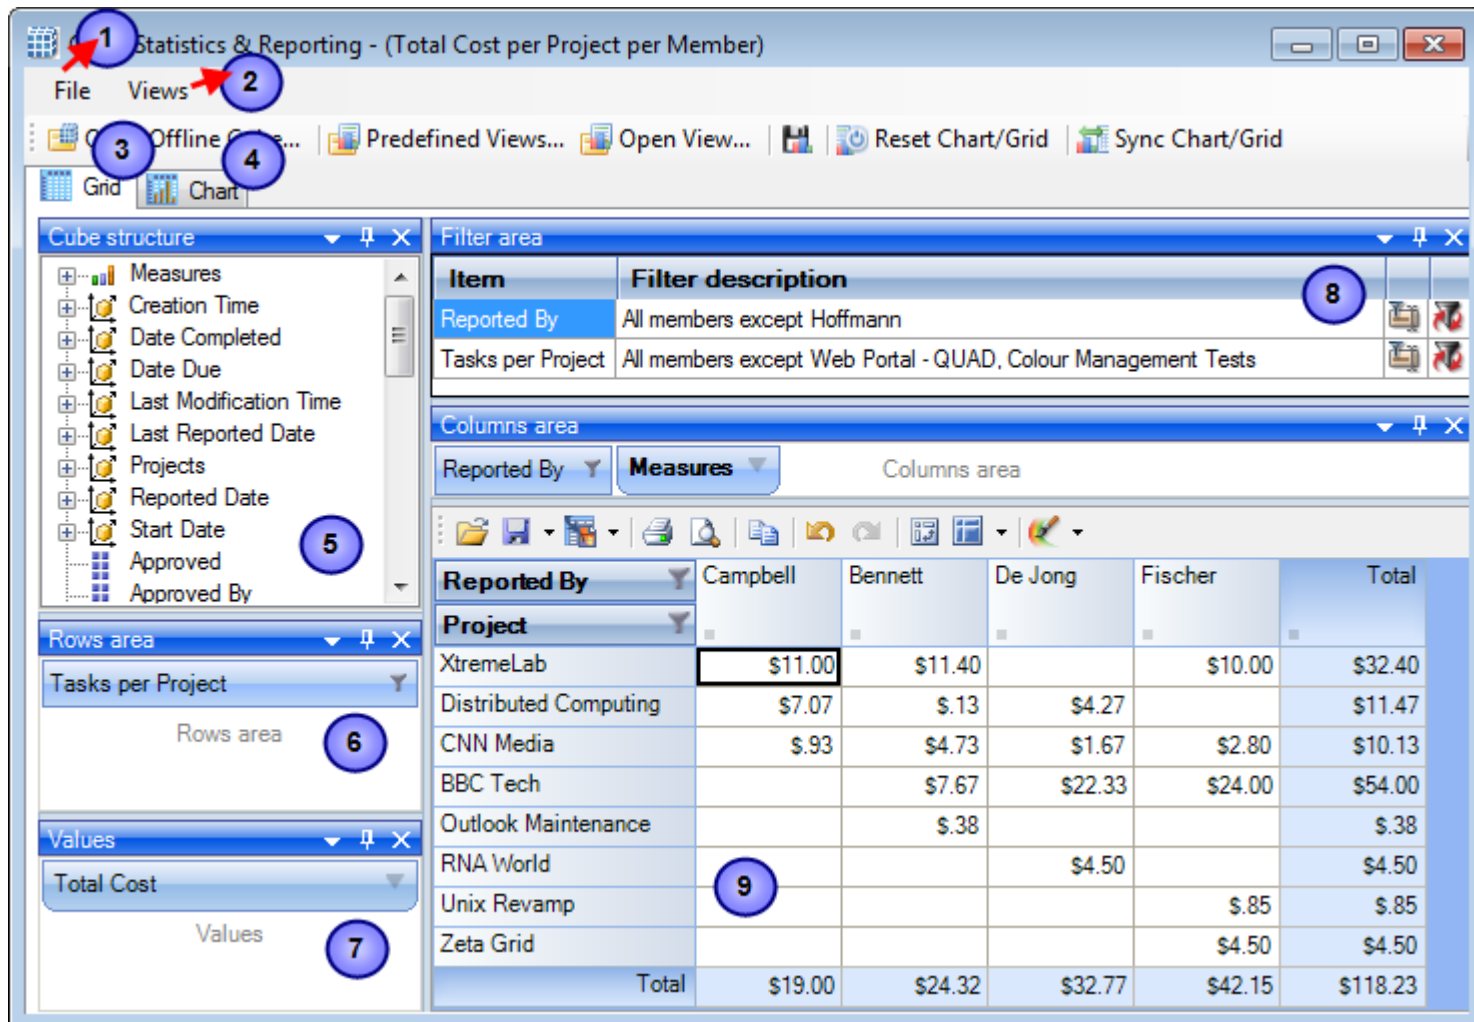 1
Statistics & Reporting - (Total Cost per Project per Member)
File Views 2
Offline Predefined Views... Open View... Reset Chart/Grid Sync Chart/Grid
3 4
Grid Chart
Cube structure
Measures
Creation Time
Date Completed
Date Due
Last Modification Time
Last Reported Date
Projects
Reported Date
Start Date
Approved
Approved By
5
Rows area
Tasks per Project
Rows area
6
Values
Total Cost
Values
7
Filter area
Item Filter description
8
Reported By All members except Hoffmann
Tasks per Project All members except Web Portal - QUAD, Colour Management Tests
Columns area
Reported By Measures Columns area
Reported By Campbell Bennett De Jong Fischer Total
Project
XtremeLab $11.00 $11.40 $10.00 $32.40
Distributed Computing $7.07 $.13 $4.27 $11.47
CNN Media $.93 $4.73 $1.67 $2.80 $10.13
BBC Tech $7.67 $22.33 $24.00 $54.00
Outlook Maintenance $.38 $.38
RNA World $4.50 $4.50
9
Unix Revamp $.85 $.85
Zeta Grid $4.50 $4.50
Total $19.00 $24.32 $32.77 $42.15 $118.23